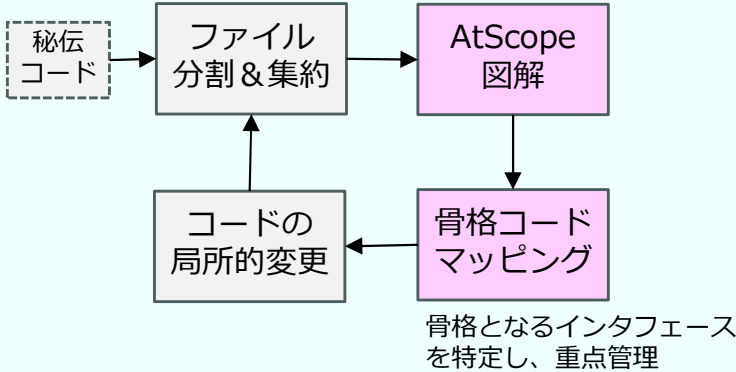 秘伝
コード
ファイル
分割＆集約
AtScope
図解
コードの
局所的変更
骨格コード
マッピング
骨格となるインタフェース
を特定し、重点管理